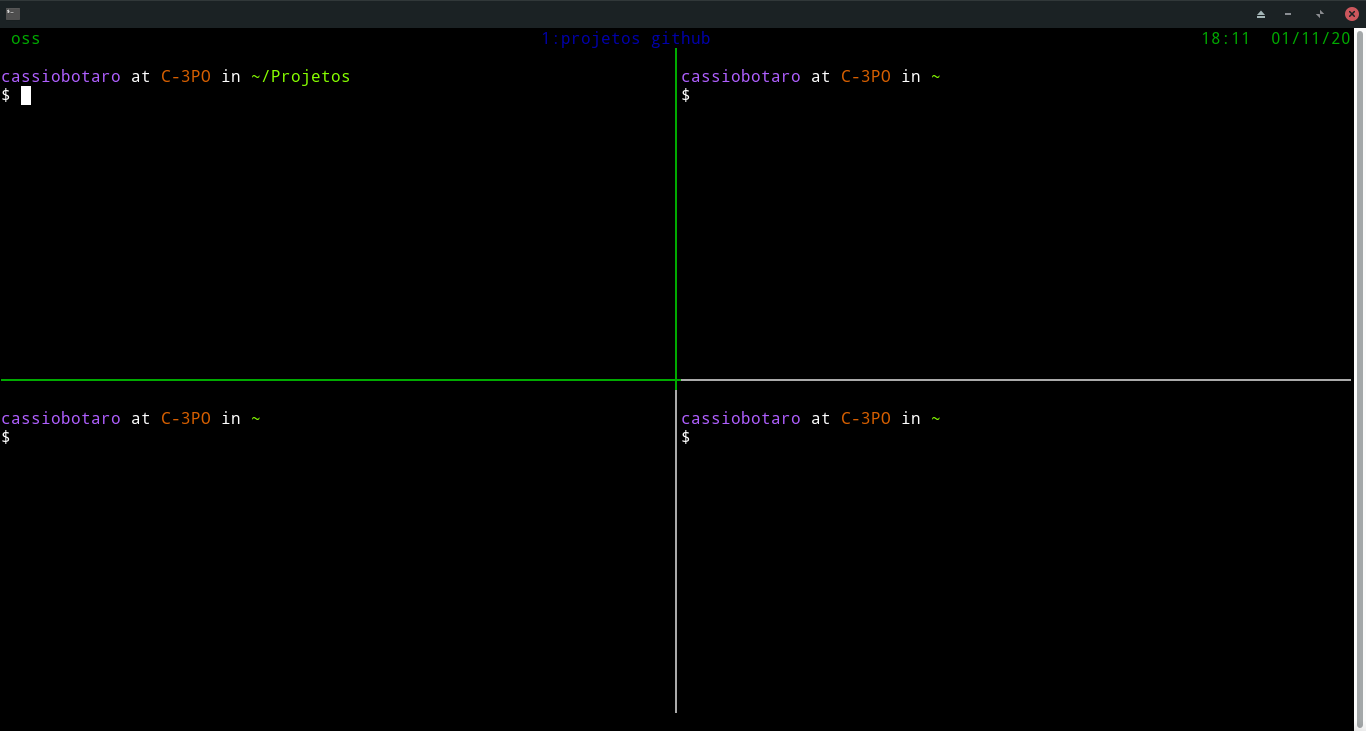 oss 1:projetos github 18:11 01/11/20
cassiobotaro at C-3PO in ~/Projetos
$
cassiobotaro at C-3PO in ~
$
cassiobotaro at C-3PO in ~
$
cassiobotaro at C-3PO in ~
$